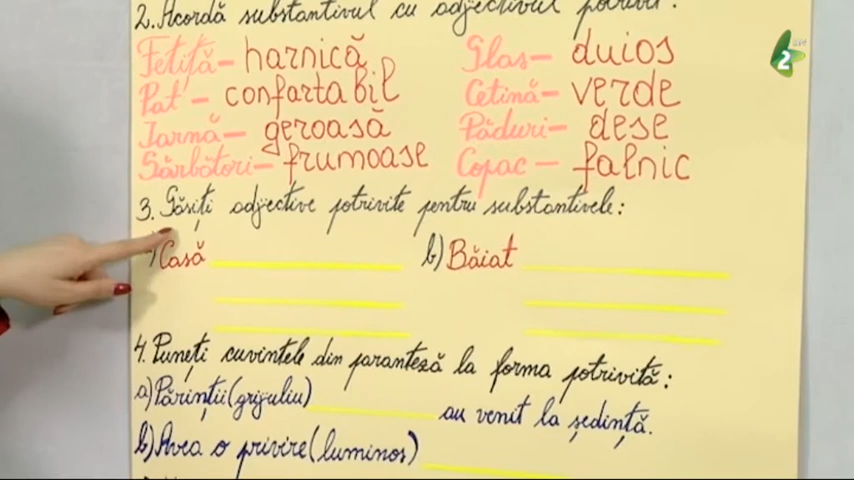 2. Acordă substantivul cu adjectivul potrivit.
Fetiță – harnică
Glas – duios
Pat – confortabil
Cetină – verde
Iarnă – geroasă
Păduri – dese
Sărbători – frumoase
Copac – falnic
3. Găsiți adjective potrivite pentru substantivele:
Casă
b) Băiat
4. Puneți cuvintele din paranteză la forma potrivită:
a) Părinții (grijuliu) au venit la ședință.
b) Avea o privire (luminos)
2